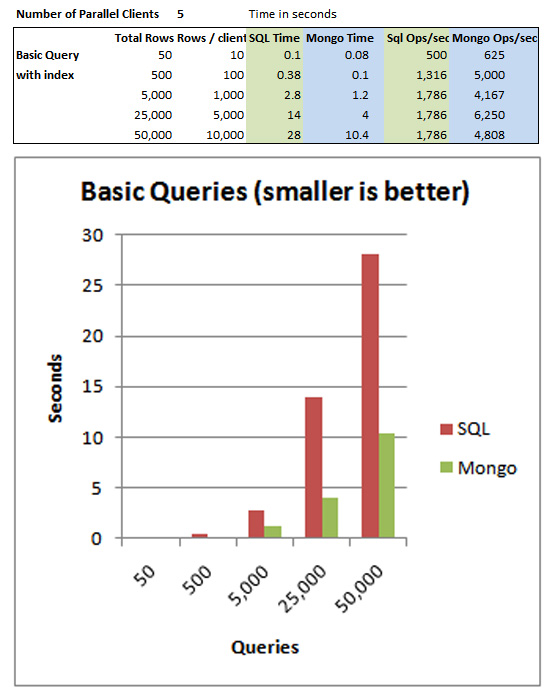 Number of Parallel Clients 5 Time in seconds
Total Rows Rows / client SQL Time Mongo Time Sql Ops/sec Mongo Ops/sec
Basic Query 50 10 0.1 0.08 500 625
with index 500 100 0.38 0.1 1,316 5,000
5,000 1,000 2.8 1.2 1,786 4,167
25,000 5,000 14 4 1,786 6,250
50,000 10,000 28 10.4 1,786 4,808
Basic Queries (smaller is better)
30
25
20
15
10
5
0
Seconds
SQL
Mongo
50 500 5,000 25,000 50,000
Queries